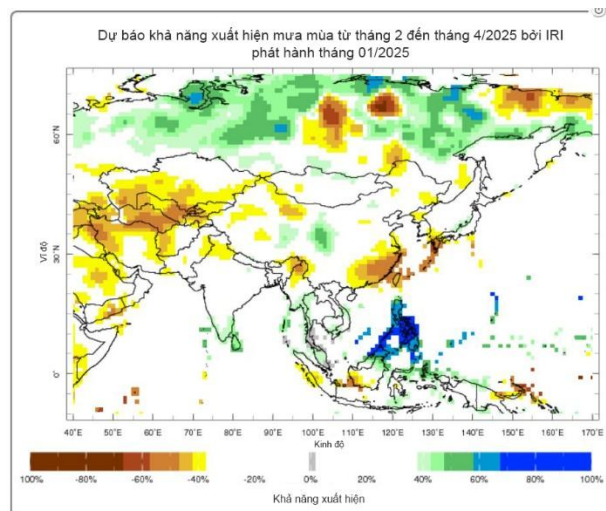 Dự báo khả năng xuất hiện mưa mùa từ tháng 2 đến tháng 4/2025 bởi IRI
phát hành tháng 01/2025
60°N
30°N
0°
Vĩ độ
40°E 50°E 60°E 70°E 80°E 90°E 100°E 110°E 120°E 130°E 140°E 150°E 160°E 170°E
Kinh độ
100% -80% -60% -40% -20% 0% 20% 40% 60% 80% 100%
Khả năng xuất hiện